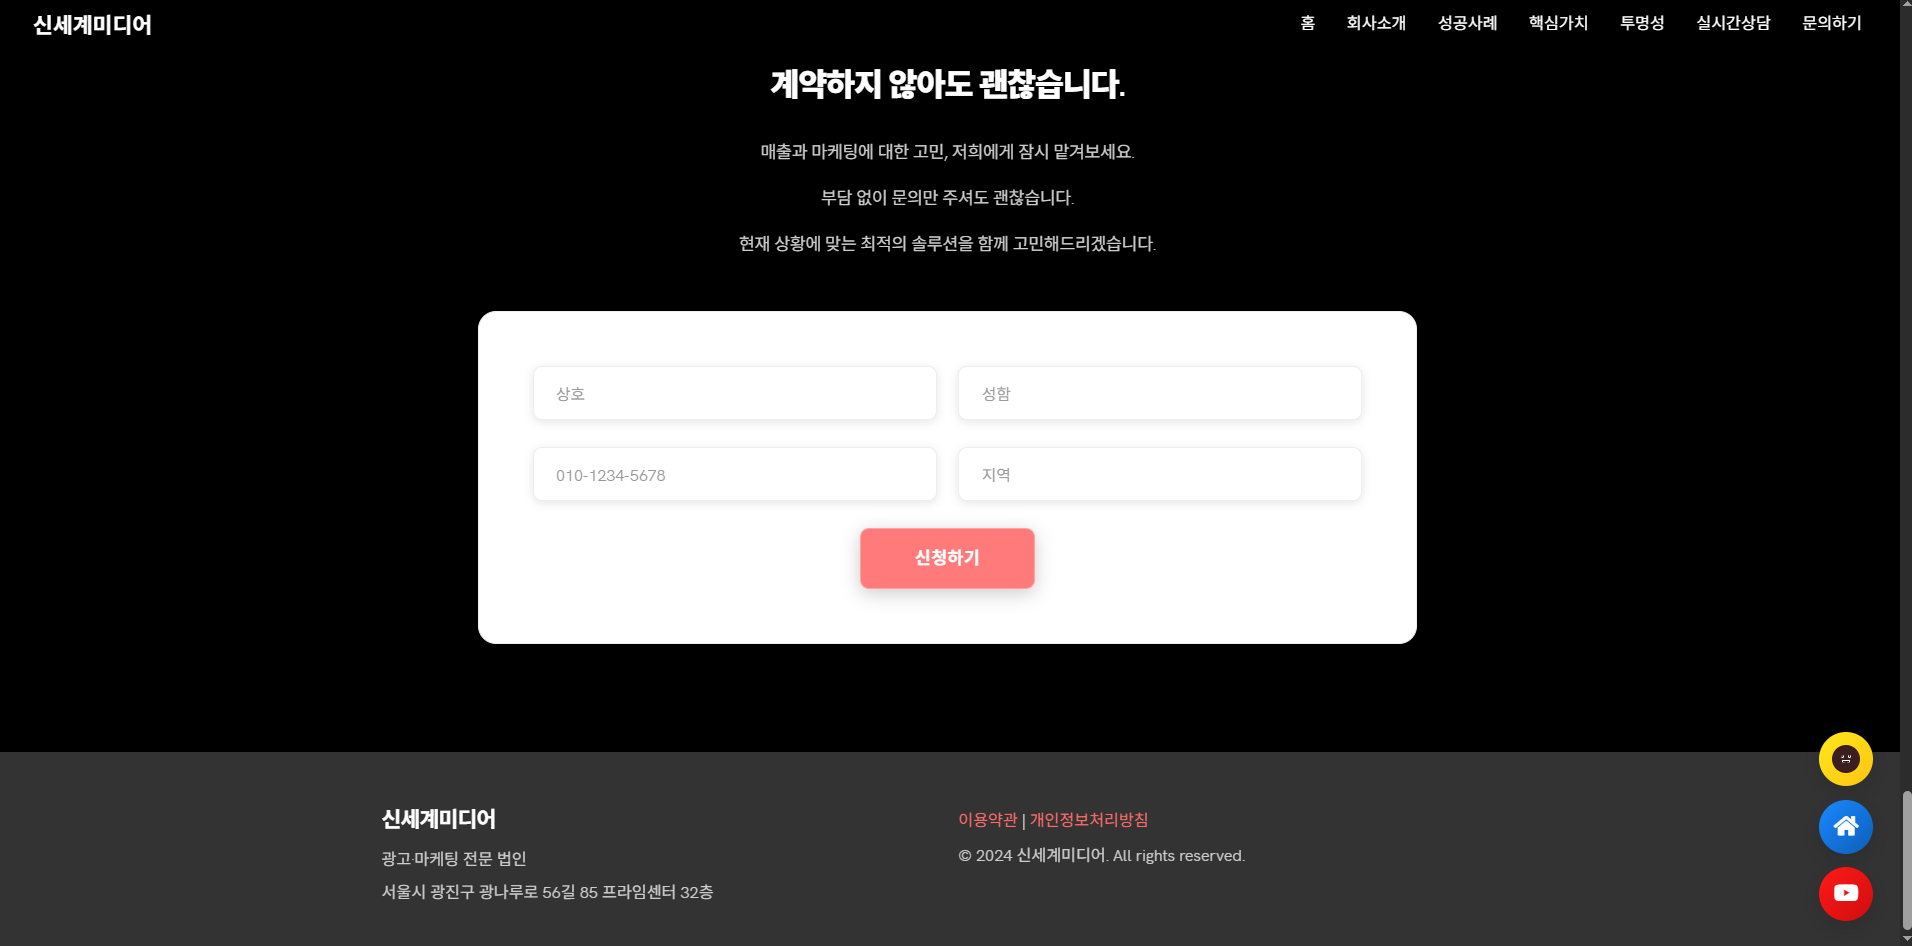 신세계미디어
홈 회사소개 성공사례 핵심가치 투명성 실시간상담 문의하기
계약하지 않아도 괜찮습니다.
매출과 마케팅에 대한 고민, 저희에게 잠시 맡겨보세요.
부담 없이 문의만 주셔도 괜찮습니다.
현재 상황에 맞는 최적의 솔루션을 함께 고민해드리겠습니다.
상호 성함
010-1234-5678 지역
신청하기
신세계미디어
광고·마케팅 전문 법인
서울시 광진구 광나루로 56길 85 프라임센터 32층
이용약관 | 개인정보처리방침
© 2024 신세계미디어. All rights reserved.